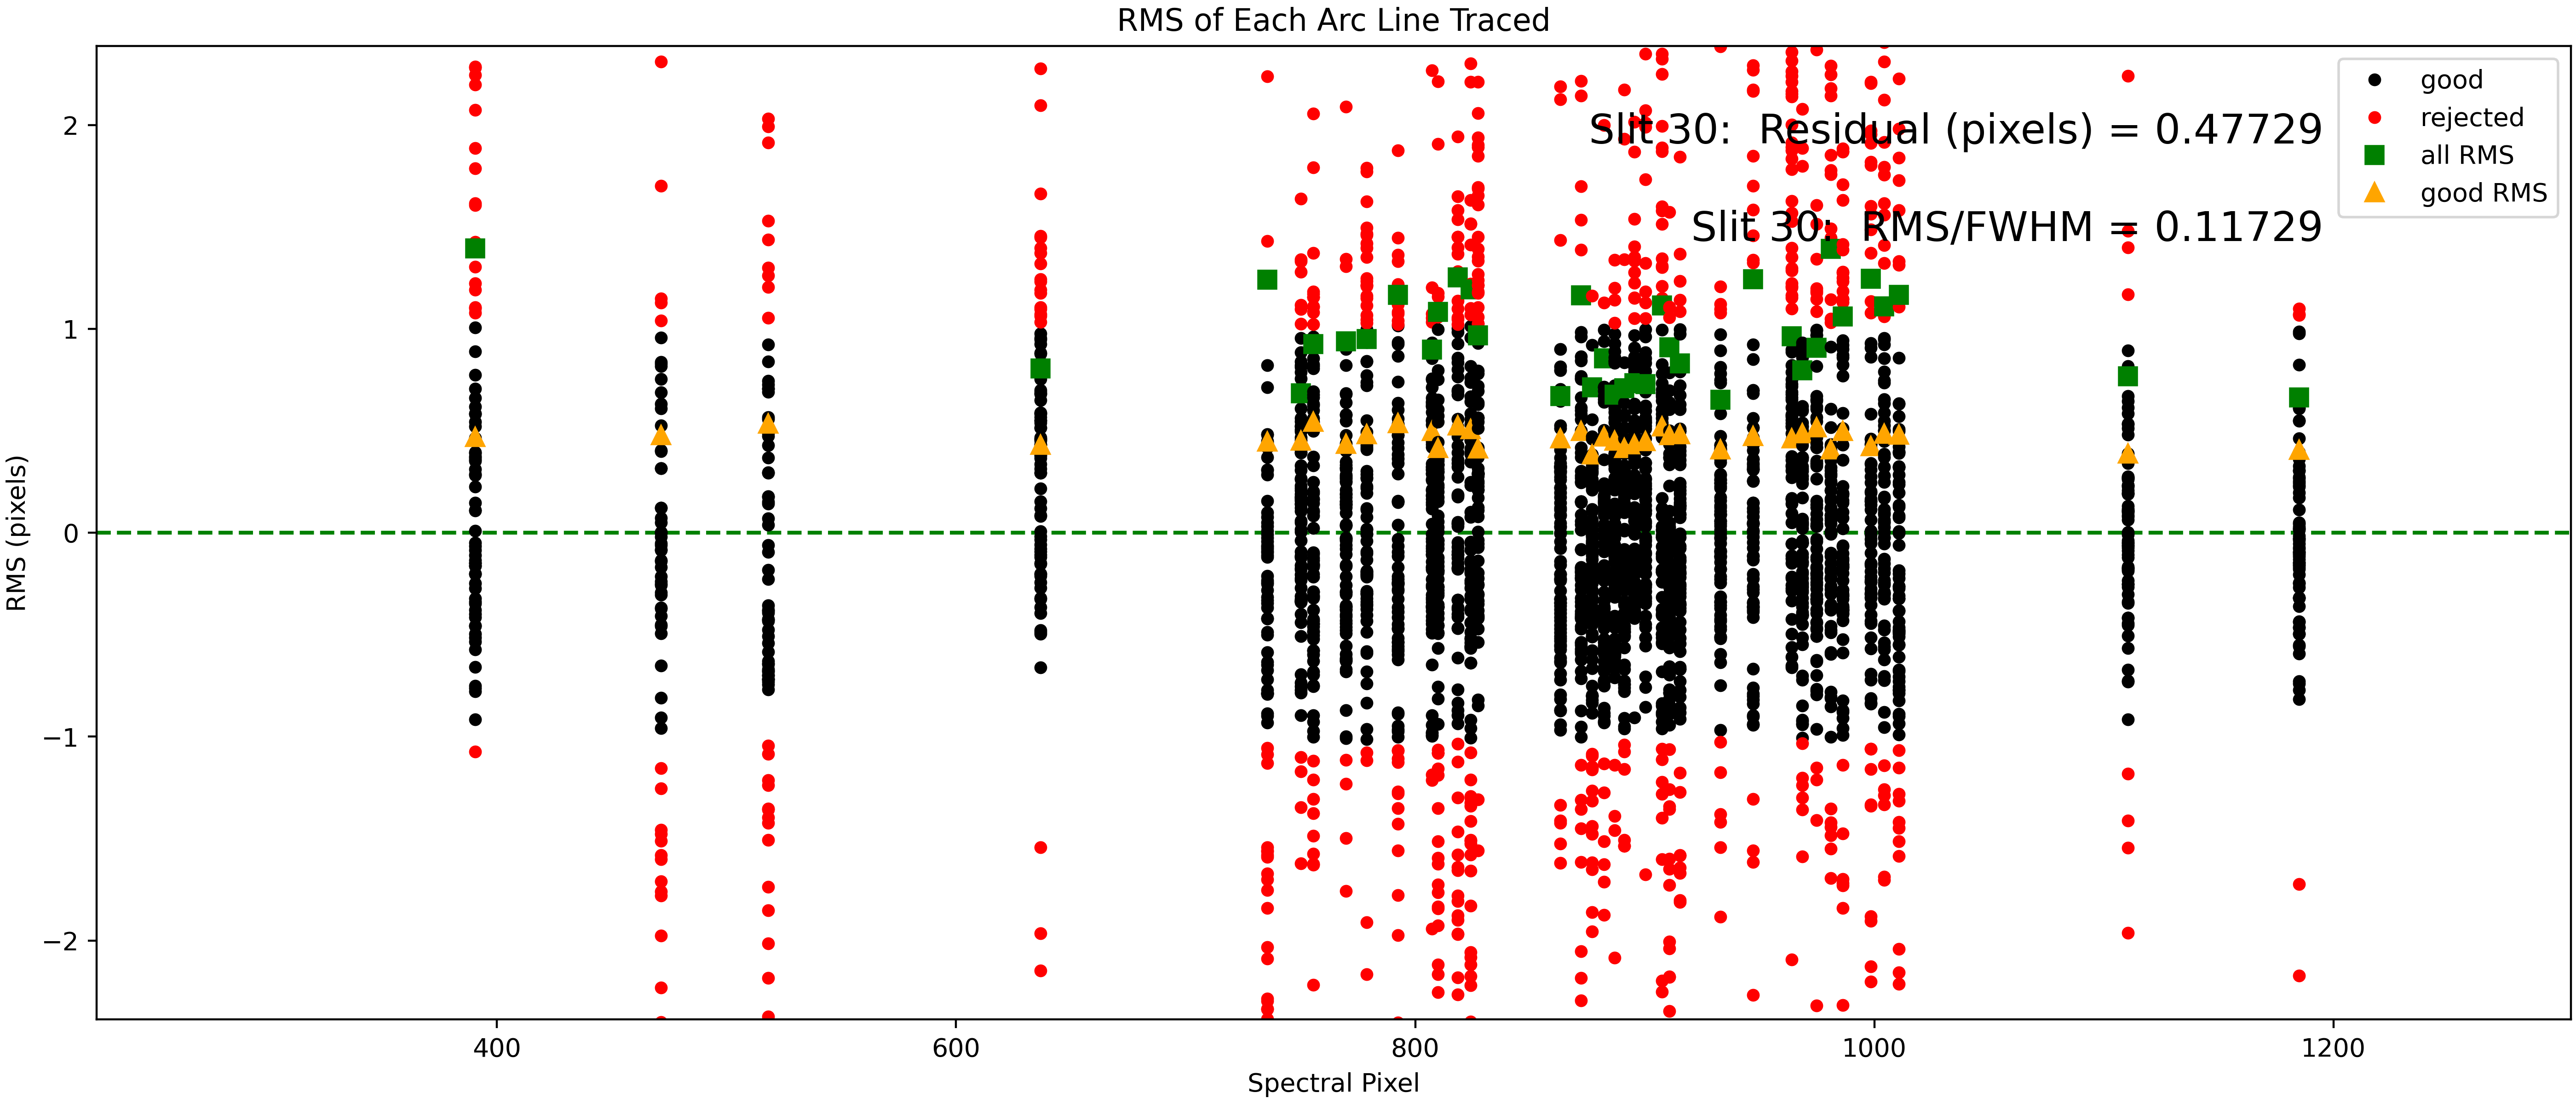 RMS of Each Arc Line Traced
good
rejected
all RMS
good RMS
Slit 30:  Residual (pixels) = 0.47729
Slit 30:  RMS/FWHM = 0.11729
RMS (pixels)
2
1
0
−1
−2
400
600
800
1000
1200
Spectral Pixel